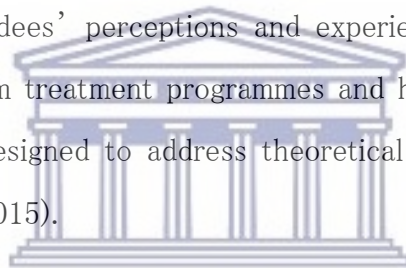 dees’ perceptions and experie
n treatment programmes and h
esigned to address theoretical
015).